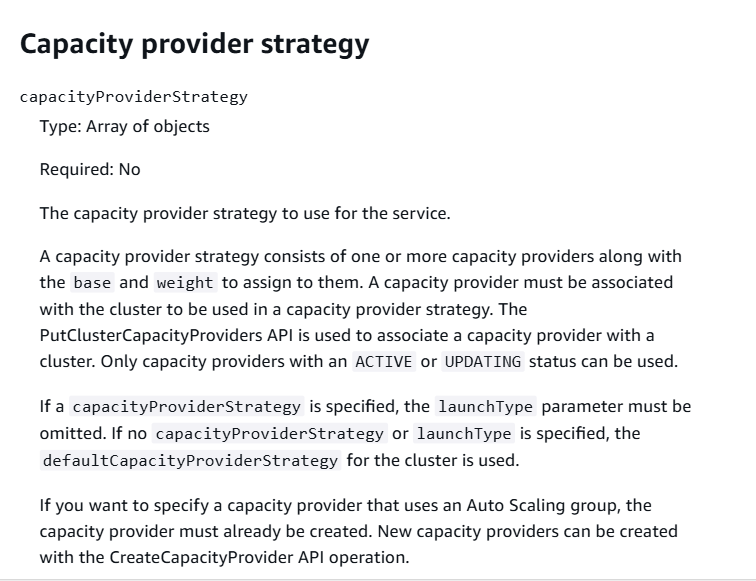 Capacity provider strategy
capacityProviderStrategy
Type: Array of objects
Required: No
The capacity provider strategy to use for the service.
A capacity provider strategy consists of one or more capacity providers along with
the base and weight to assign to them. A capacity provider must be associated
with the cluster to be used in a capacity provider strategy. The
PutClusterCapacityProviders API is used to associate a capacity provider with a
cluster. Only capacity providers with an ACTIVE or UPDATING status can be used.
If a capacityProviderStrategy is specified, the launchType parameter must be
omitted. If no capacityProviderStrategy or launchType is specified, the
defaultCapacityProviderStrategy for the cluster is used.
If you want to specify a capacity provider that uses an Auto Scaling group, the
capacity provider must already be created. New capacity providers can be created
with the CreateCapacityProvider API operation.